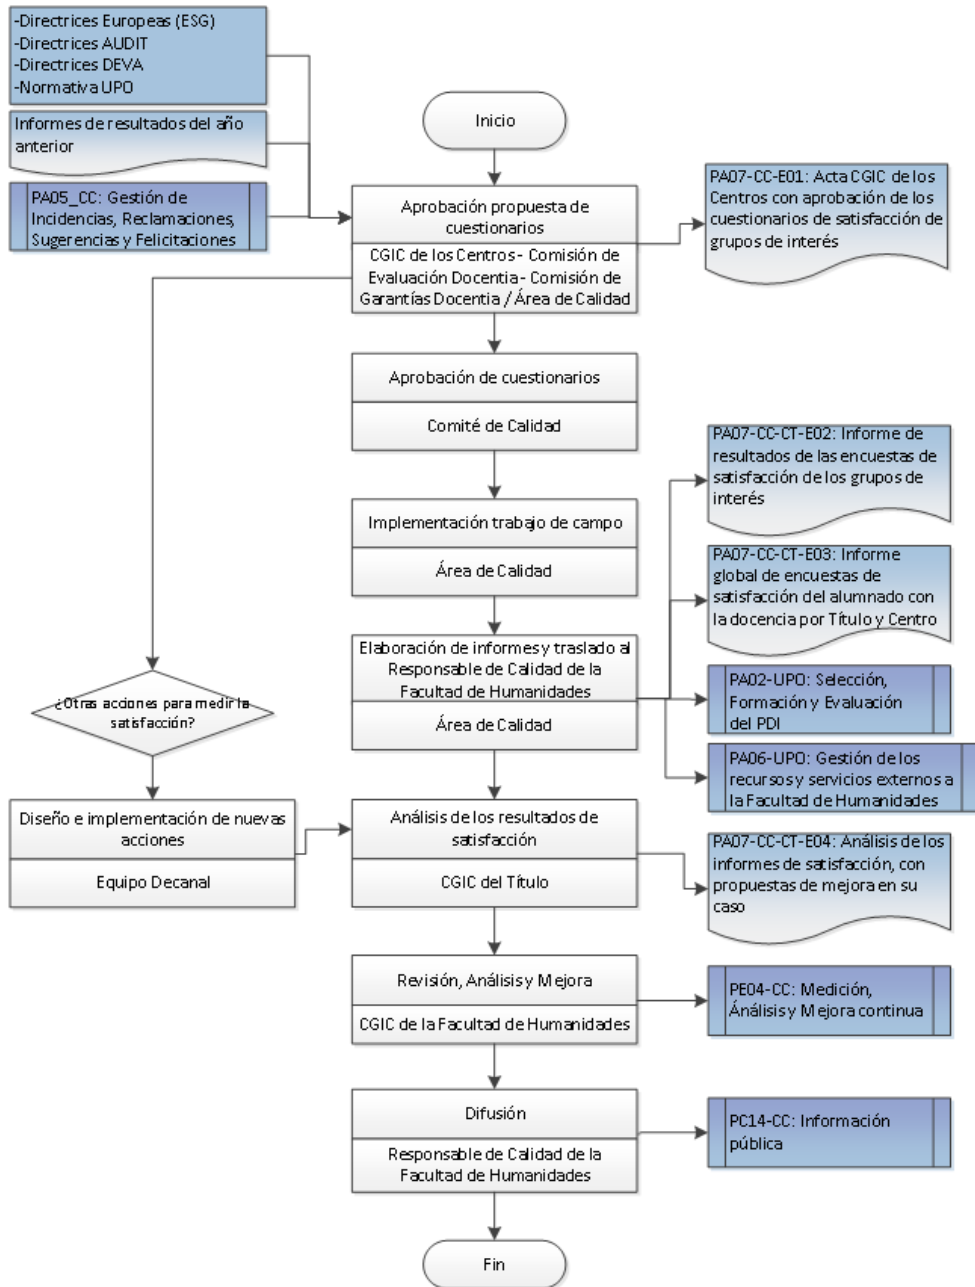 -Directrices Europeas (ESG)
-Directrices AUDIT
-Directrices DEVA
-Normativa UPO
Informes de resultados del año
anterior
PA05_CC: Gestión de
Incidencias, Reclamaciones,
Sugerencias y Felicitaciones
Inicio
Aprobación propuesta de
cuestionarios
CGIC de los Centros - Comisión de
Evaluación Docentia - Comisión de
Garantías Docentia / Área de Calidad
PA07-CC-E01: Acta CGIC de los
Centros con aprobación de los
cuestionarios de satisfacción de
grupos de interés
Aprobación de cuestionarios
Comité de Calidad
Implementación trabajo de campo
Área de Calidad
PA07-CC-CT-E02: Informe de
resultados de las encuestas de
satisfacción de los grupos de
interés
PA07-CC-CT-E03: Informe
global de encuestas de
satisfacción del alumnado con
la docencia por Título y Centro
Elaboración de informes y traslado al
Responsable de Calidad de la
Facultad de Humanidades
Área de Calidad
PA02-UPO: Selección,
Formación y Evaluación
del PDI
PA06-UPO: Gestión de los
recursos y servicios externos a
la Facultad de Humanidades
¿Otras acciones para medir la
satisfacción?
Diseño e implementación de nuevas
acciones
Equipo Decanal
Análisis de los resultados de
satisfacción
CGIC del Título
PA07-CC-CT-E04: Análisis de los
informes de satisfacción, con
propuestas de mejora en su
caso
Revisión, Análisis y Mejora
CGIC de la Facultad de Humanidades
PE04-CC: Medición,
Ánálisis y Mejora continua
Difusión
Responsable de Calidad de la
Facultad de Humanidades
PC14-CC: Información
pública
Fin